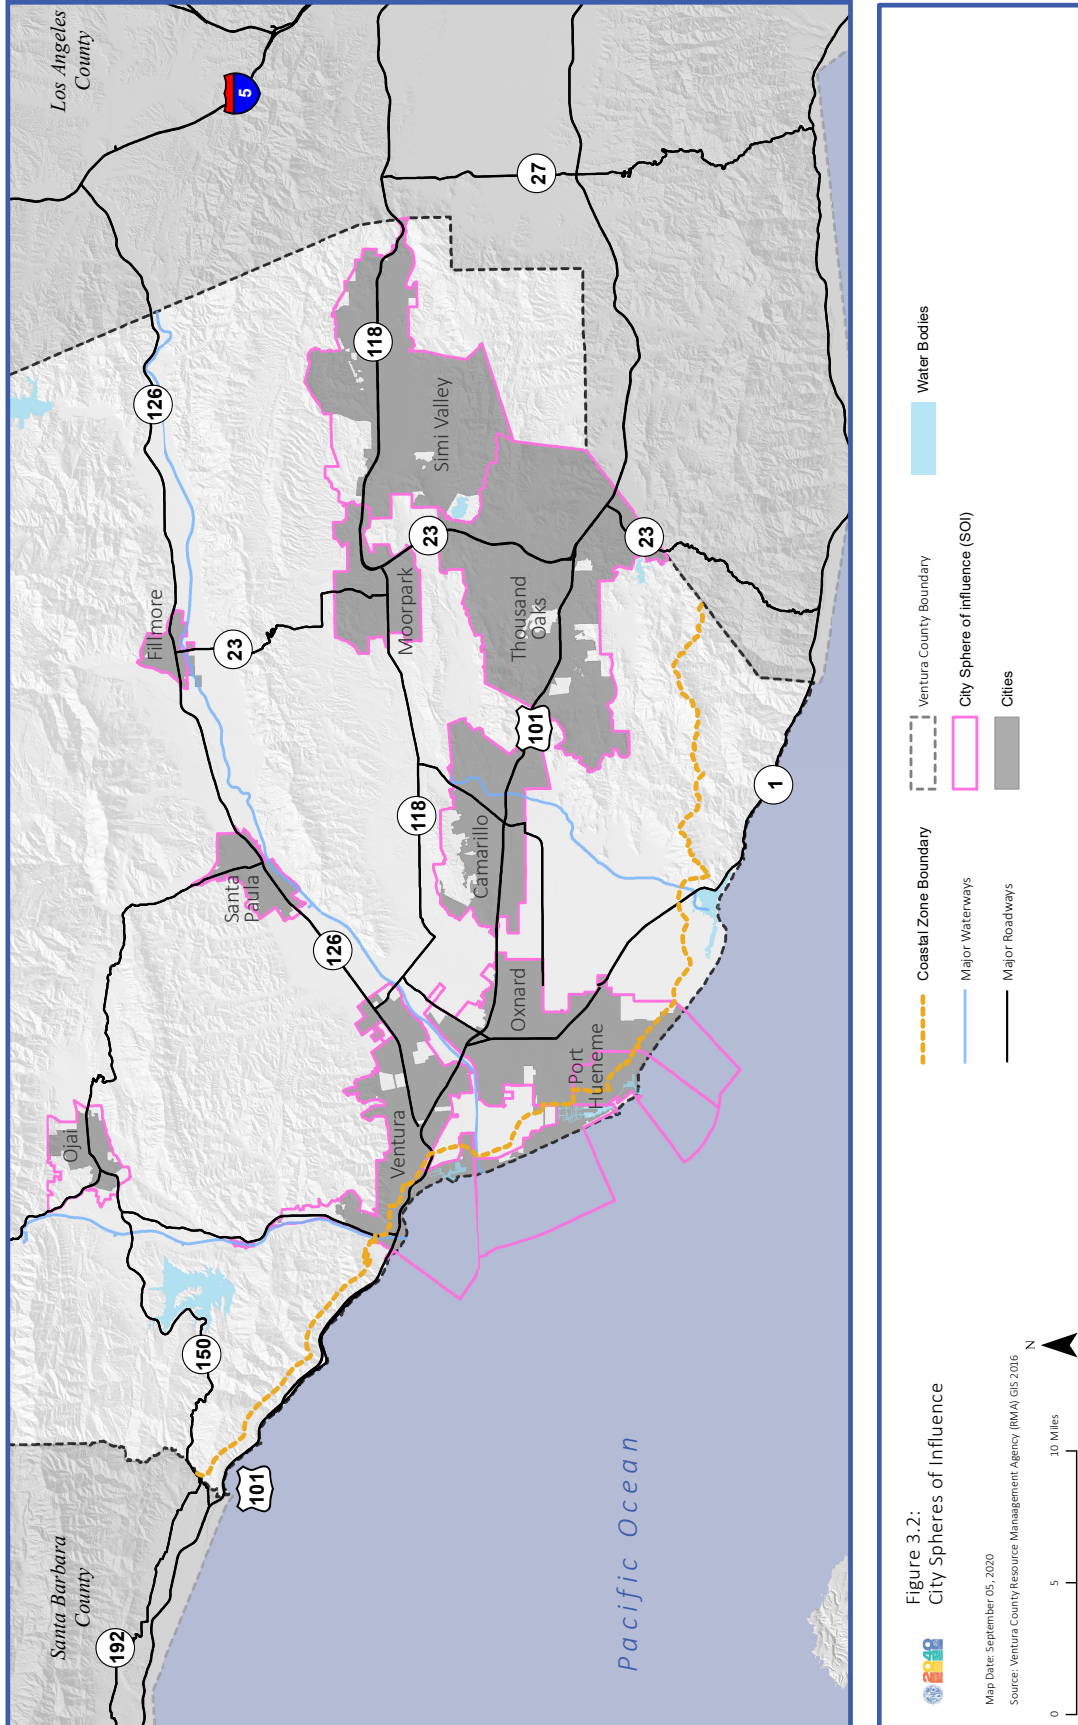 Santa Barbara
County
Los Angeles
County
192
101
150
Ojai
Ventura
126
Santa
Paula
Fillmore
23
126
5
118
Camarillo
Oxnard
Port
Hueneme
101
Moorpark
23
Thousand
Oaks
Simi Valley
118
23
27
1
Pacific Ocean
2040
Figure 3.2:
City Spheres of Influence
Map Date: September 05, 2020
Source: Ventura County Resource Manaagement Agency (RMA) GIS 2016
0
5
10 Miles
N
Coastal Zone Boundary
Major Waterways
Major Roadways
Ventura County Boundary
City Sphere of influence (SOI)
Cities
Water Bodies